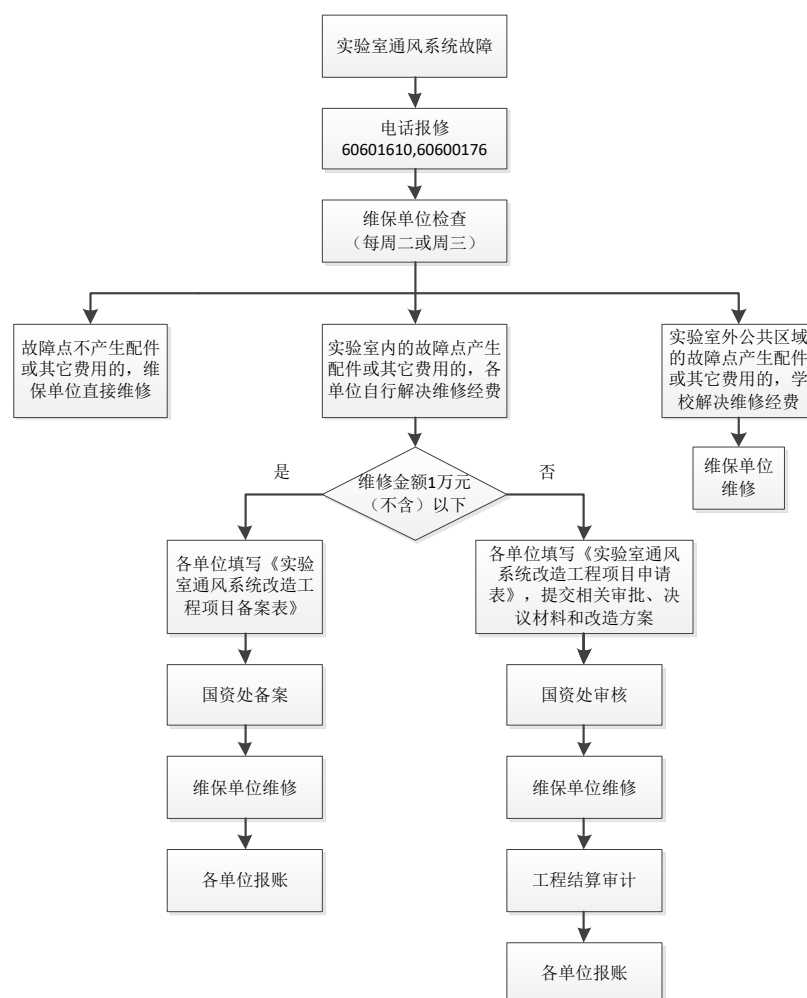 实验室通风系统故障
电话报修
60601610,60600176
维保单位检查
（每周二或周三）
故障点不产生配件
或其它费用的，维
保单位直接维修
实验室内的故障点产生
配件或其它费用的，各
单位自行解决维修经费
实验室外公共区域
的故障点产生配件
或其它费用的，学
校解决维修经费
维保单位
维修
是
维修金额1万元
（不含）以下
否
各单位填写《实验
室通风系统改造工
程项目备案表》
各单位填写《实验室通风
系统改造工程项目申请
表》，提交相关审批、决
议材料和改造方案
国资处备案
国资处审核
维保单位维修
维保单位维修
各单位报账
工程结算审计
各单位报账